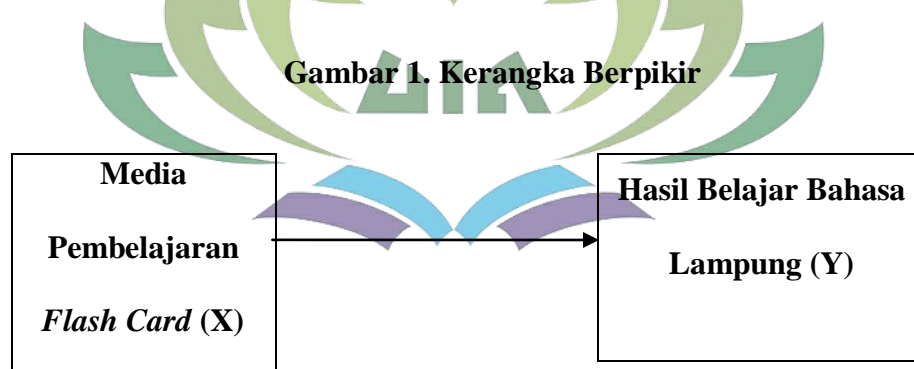 Gambar 1. Kerangka Berpikir
Media
Pembelajaran
Flash Card (X)
Hasil Belajar Bahasa
Lampung (Y)